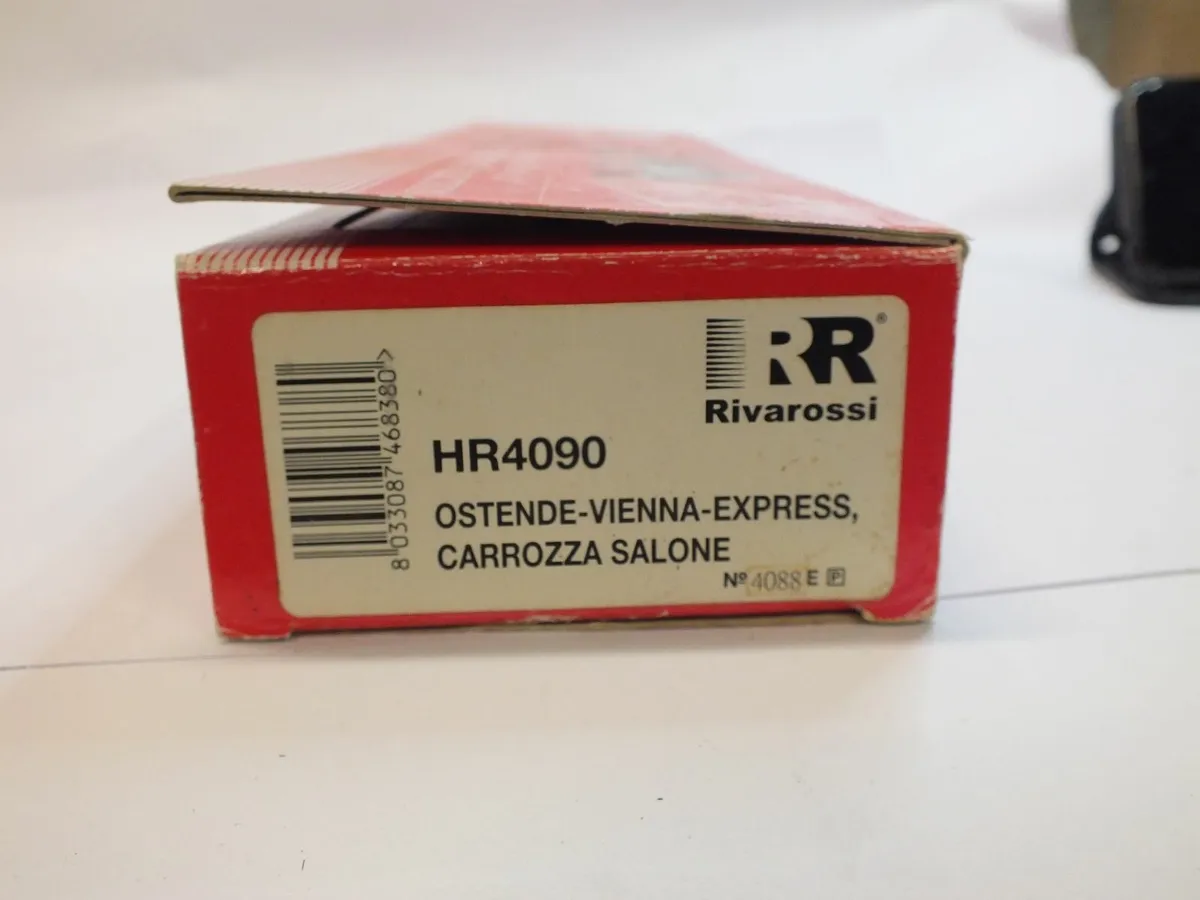 RR®
Rivarossi
HR4090
OSTENDE-VIENNA-EXPRESS,
CARROZZA SALONE
Nº 4088 E P
8 033087 468380 >